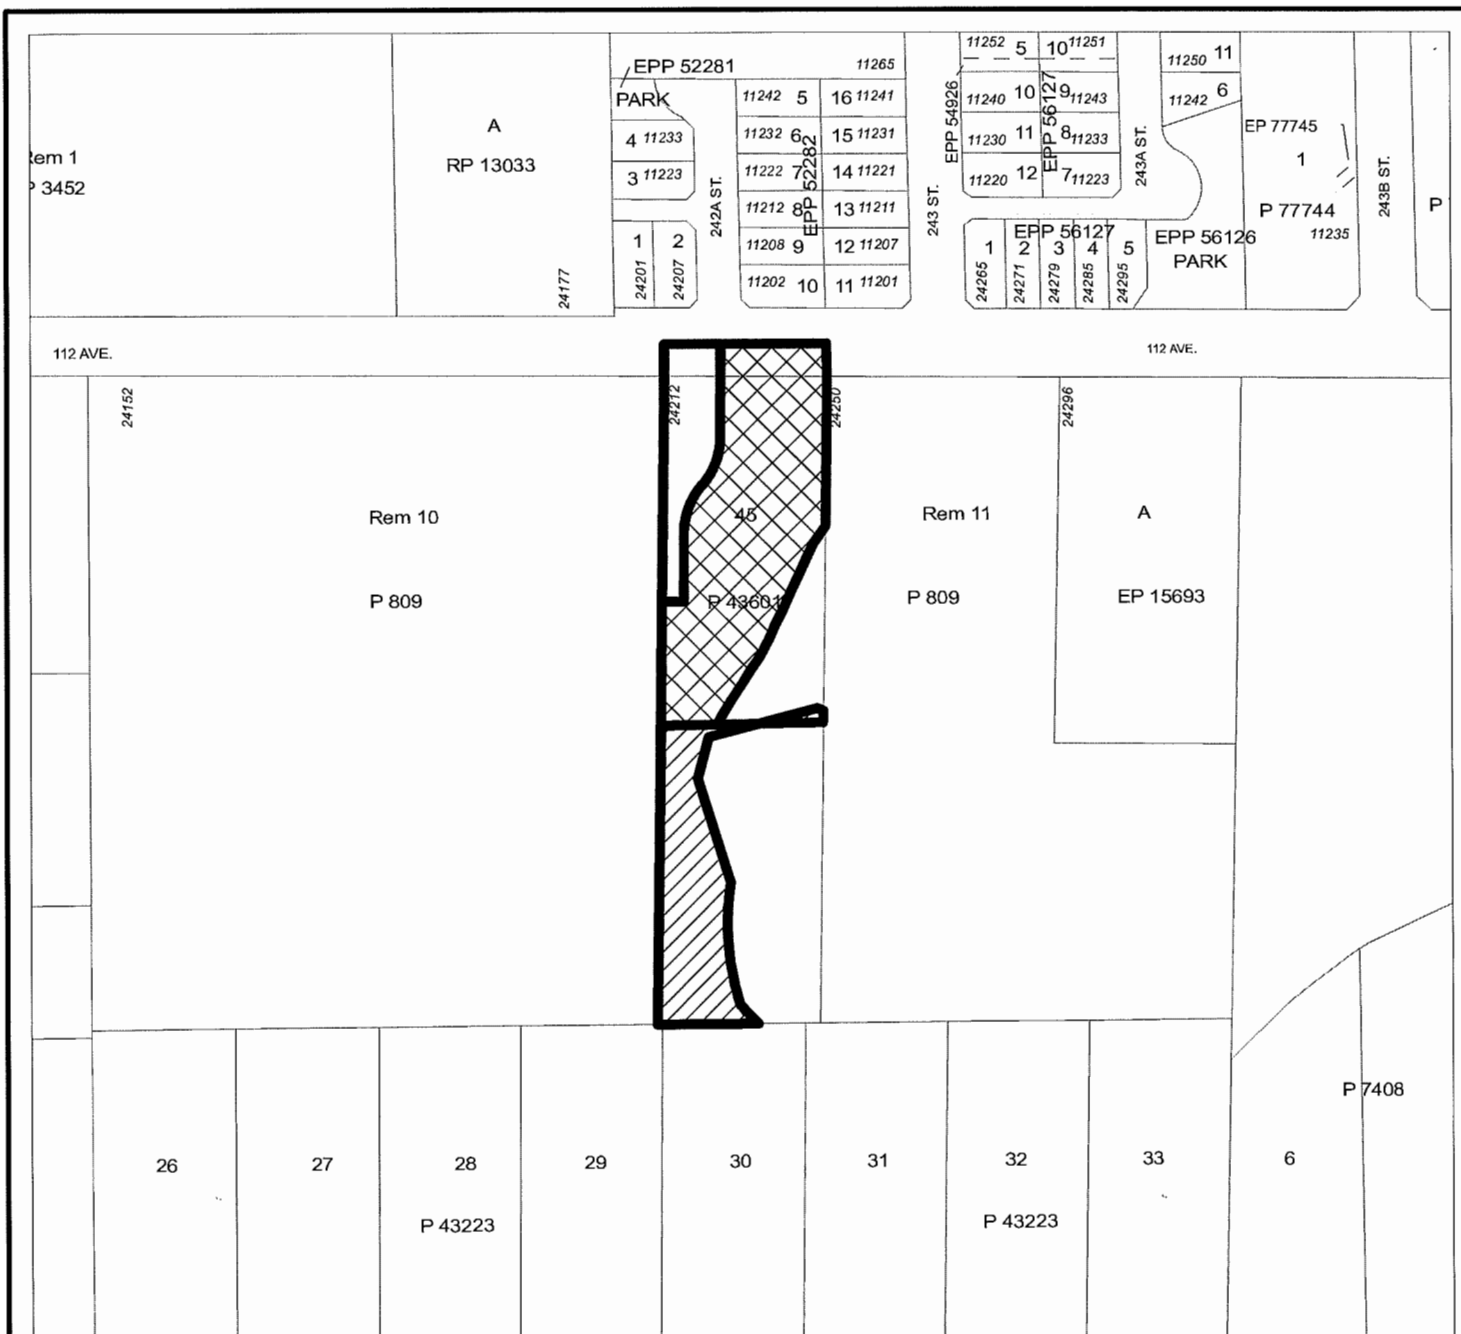 Rem 1
P 3452
A
RP 13033
24177
EPP 52281
PARK
11265
4 11233
3 11223
1
24201
2
24207
242A ST.
11242 5
16 11241
11232 6
15 11231
11222 7
14 11221
11212 8
13 11211
11208 9
12 11207
11202 10
11 11201
EPP 52282
243 ST.
EPP 54926
11252 5
10 11251
11240 10
9 11243
11230 11
8 11233
11220 12
7 11223
EPP 56127
243A ST.
11250 11
11242 6
EPP 56127
1
24265
2
24271
3
24279
4
24285
5
24295
EPP 56126
PARK
EP 77745
1
P 77744
11235
243B ST.
P
112 AVE.
112 AVE.
24152
24212
24250
24296
Rem 10
P 809
45
P 43601
Rem 11
P 809
A
EP 15693
26
27
28
29
30
31
32
33
6
P 7408
P 43223
P 43223